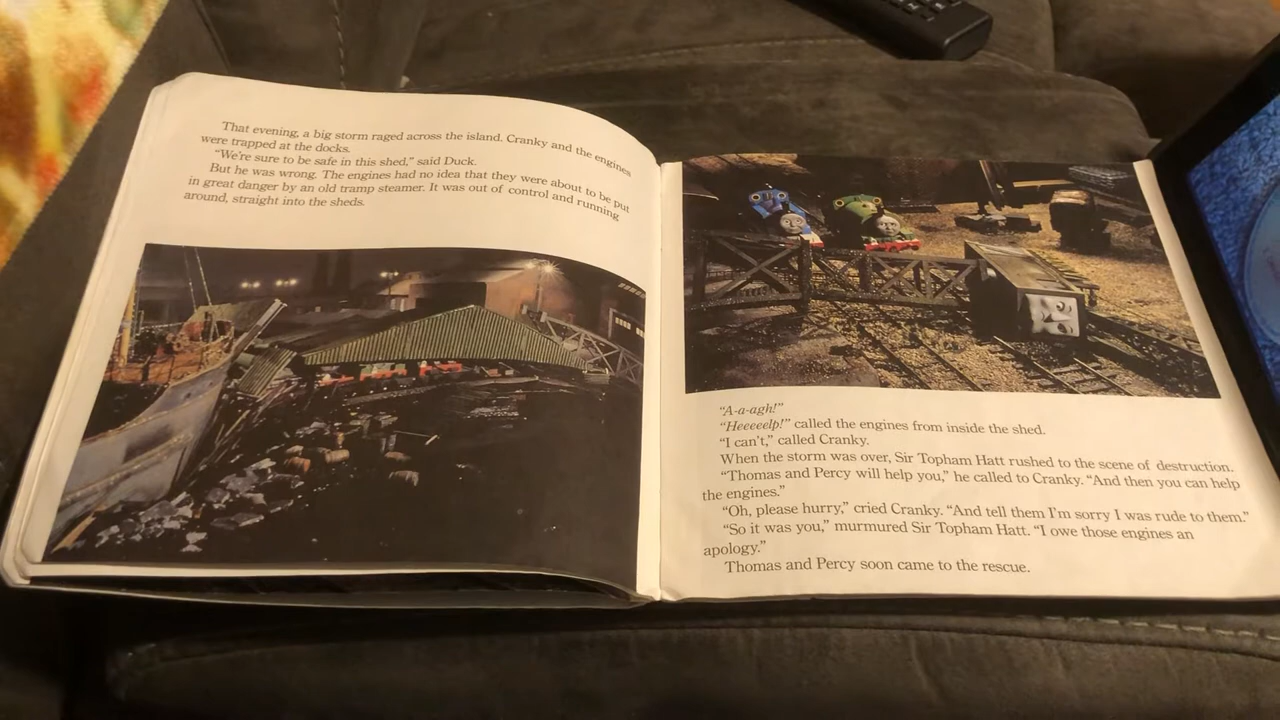 That evening, a big storm raged across the island. Cranky and the engines
were trapped at the docks.
“We’re sure to be safe in this shed,” said Duck.
But he was wrong. The engines had no idea that they were about to be put
in great danger by an old tramp steamer. It was out of control and running
around, straight into the sheds.
“A-a-agh!”
“Heeeeelp!” called the engines from inside the shed.
“I can’t,” called Cranky.
When the storm was over, Sir Topham Hatt rushed to the scene of destruction.
“Thomas and Percy will help you,” he called to Cranky. “And then you can help
the engines.”
“Oh, please hurry,” cried Cranky. “And tell them I’m sorry I was rude to them.”
“So it was you,” murmured Sir Topham Hatt. “I owe those engines an
apology.”
Thomas and Percy soon came to the rescue.